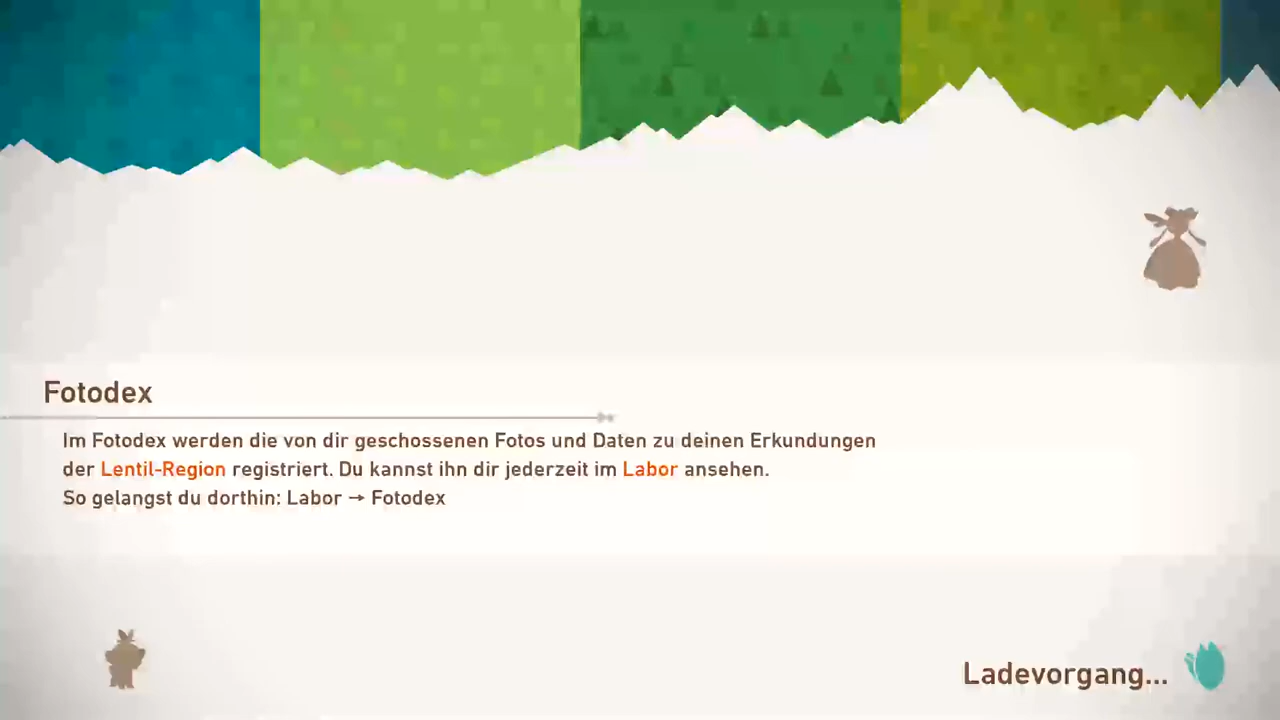 Fotodex
Im Fotodex werden die von dir geschossenen Fotos und Daten zu deinen Erkundungen
der Lentil-Region registriert. Du kannst ihn dir jederzeit im Labor ansehen.
So gelangst du dorthin: Labor → Fotodex
Ladevorgang...